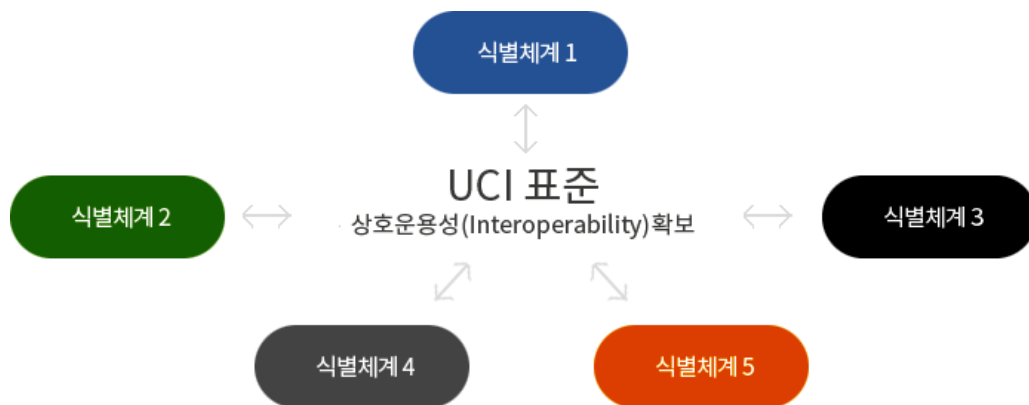 식별체계 1
UCI 표준
상호운용성(Interoperability)확보
식별체계 2
식별체계 3
식별체계 4
식별체계 5